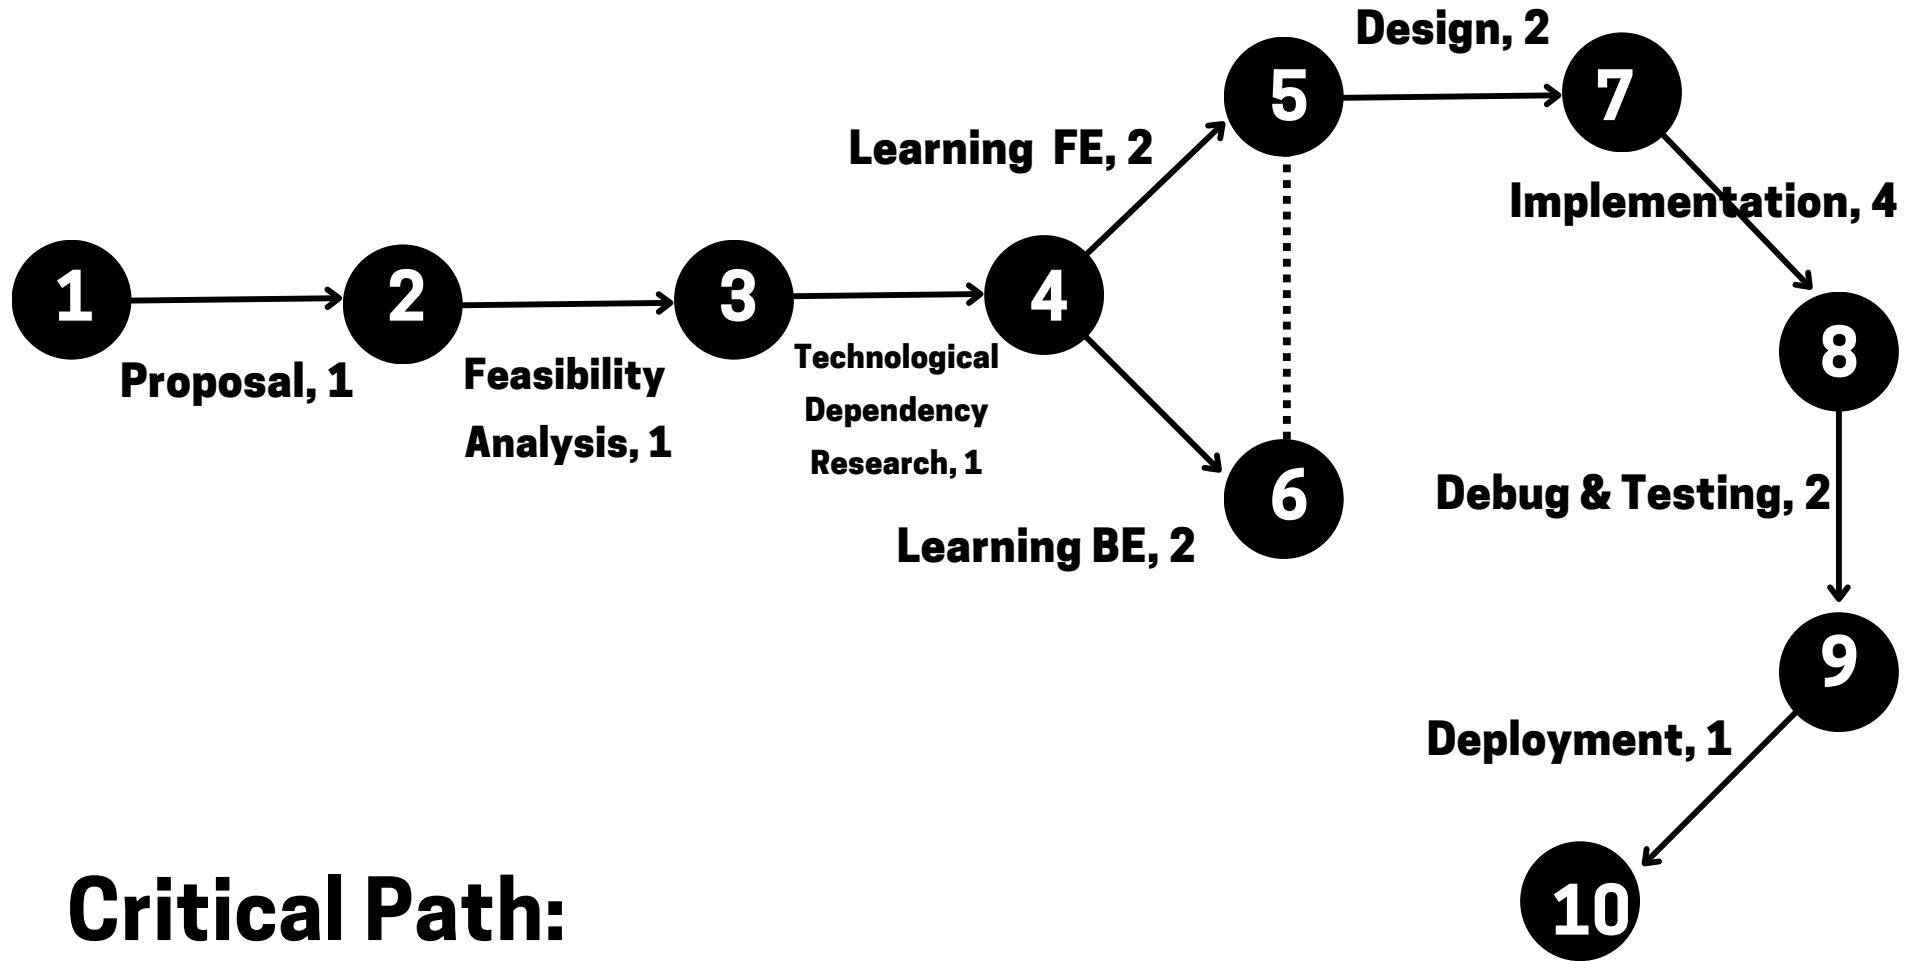 Design, 2
5
7
Learning FE, 2
Implementation, 4
1
2
3
4
Technological
Dependency
Research, 1
Proposal, 1
Feasibility
Analysis, 1
8
6
Debug & Testing, 2
Learning BE, 2
9
Deployment, 1
10
Critical Path: